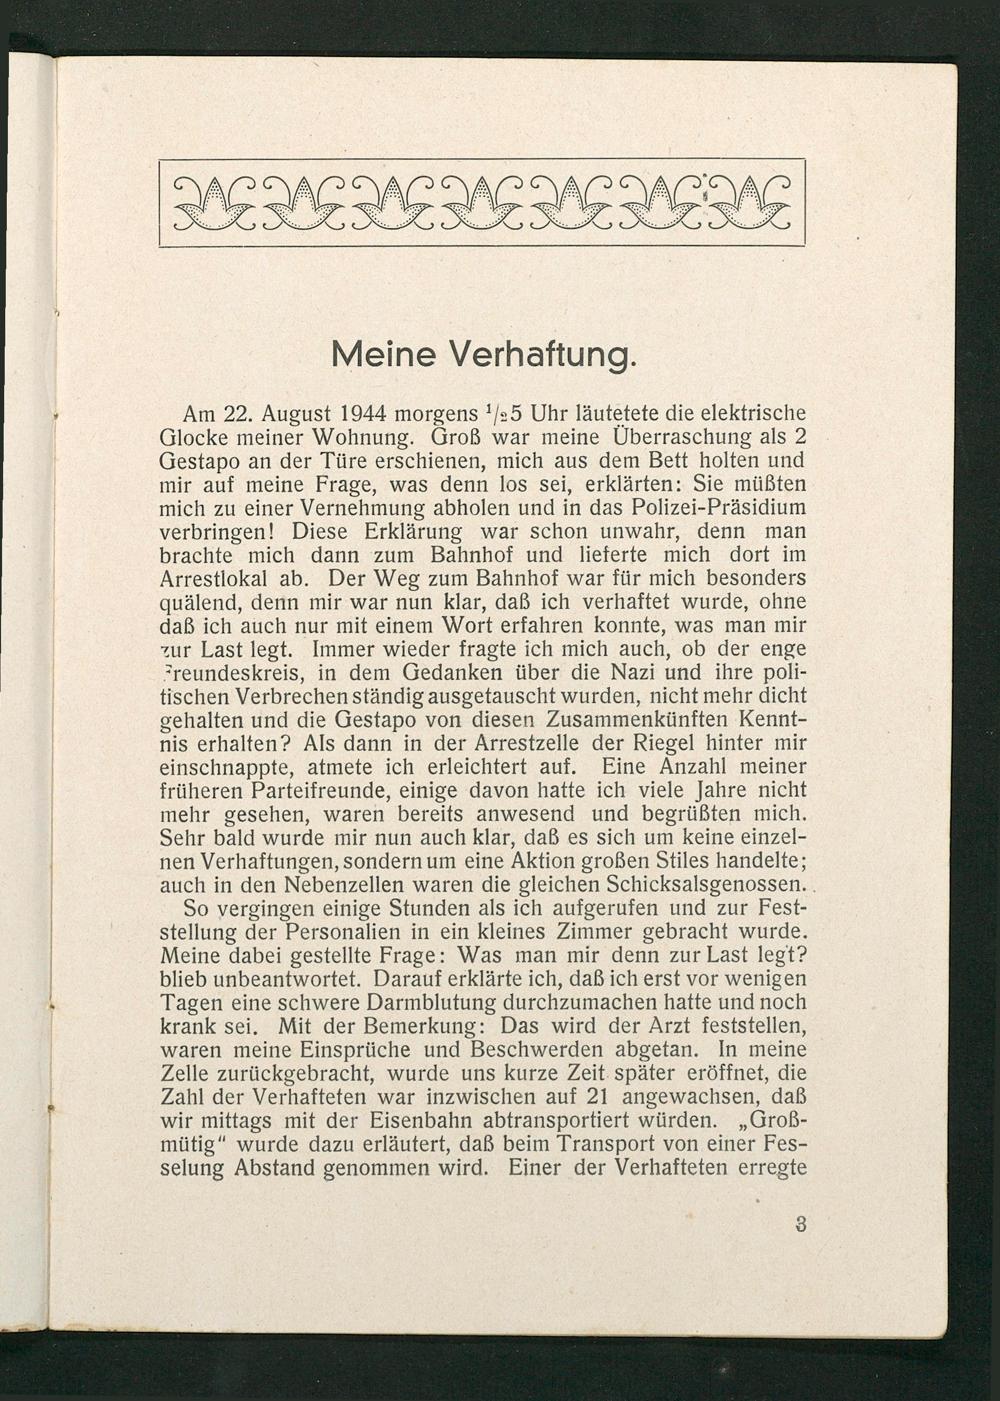 Meine Verhaftung.
Am 22. August 1944 morgens ½5 Uhr läutetete die elektrische
Glocke meiner Wohnung. Groß war meine Überraschung als 2
Gestapo an der Türe erschienen, mich aus dem Bett holten und
mir auf meine Frage, was denn los sei, erklärten: Sie müßten
mich zu einer Vernehmung abholen und in das Polizei-Präsidium
verbringen! Diese Erklärung war schon unwahr, denn man
brachte mich dann zum Bahnhof und lieferte mich dort im
Arrestlokal ab. Der Weg zum Bahnhof war für mich besonders
quälend, denn mir war nun klar, daß ich verhaftet wurde, ohne
daß ich auch nur mit einem Wort erfahren konnte, was man mir
zur Last legt. Immer wieder fragte ich mich auch, ob der enge
Freundeskreis, in dem Gedanken über die Nazi und ihre poli-
tischen Verbrechen ständig ausgetauscht wurden, nicht mehr dicht
gehalten und die Gestapo von diesen Zusammenkünften Kennt-
nis erhalten? Als dann in der Arrestzelle der Riegel hinter mir
einschnappte, atmete ich erleichtert auf. Eine Anzahl meiner
früheren Parteifreunde, einige davon hatte ich viele Jahre nicht
mehr gesehen, waren bereits anwesend und begrüßten mich.
Sehr bald wurde mir nun auch klar, daß es sich um keine einzel-
nen Verhaftungen, sondern um eine Aktion großen Stiles handelte;
auch in den Nebenzellen waren die gleichen Schicksalsgenossen.
So vergingen einige Stunden als ich aufgerufen und zur Fest-
stellung der Personalien in ein kleines Zimmer gebracht wurde.
Meine dabei gestellte Frage: Was man mir denn zur Last legt?
blieb unbeantwortet. Darauf erklärte ich, daß ich erst vor wenigen
Tagen eine schwere Darmblutung durchzumachen hatte und noch
krank sei. Mit der Bemerkung: Das wird der Arzt feststellen,
waren meine Einsprüche und Beschwerden abgetan. In meine
Zelle zurückgebracht, wurde uns kurze Zeit später eröffnet, die
Zahl der Verhafteten war inzwischen auf 21 angewachsen, daß
wir mittags mit der Eisenbahn abtransportiert würden. „Groß-
mütig" wurde dazu erläutert, daß beim Transport von einer Fes-
selung Abstand genommen wird. Einer der Verhafteten erregte
3